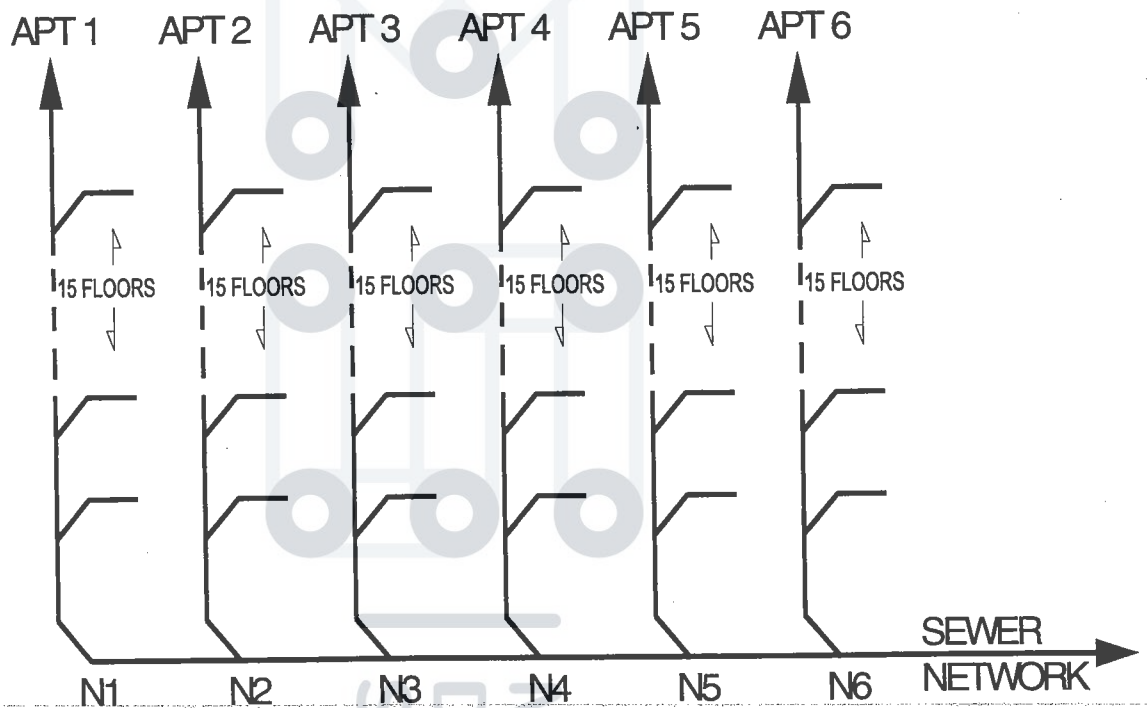 APT 1 APT 2 APT 3 APT 4 APT 5 APT 6
15 FLOORS 15 FLOORS 15 FLOORS 15 FLOORS 15 FLOORS 15 FLOORS
SEWER
NETWORK
N1 N2 N3 N4 N5 N6